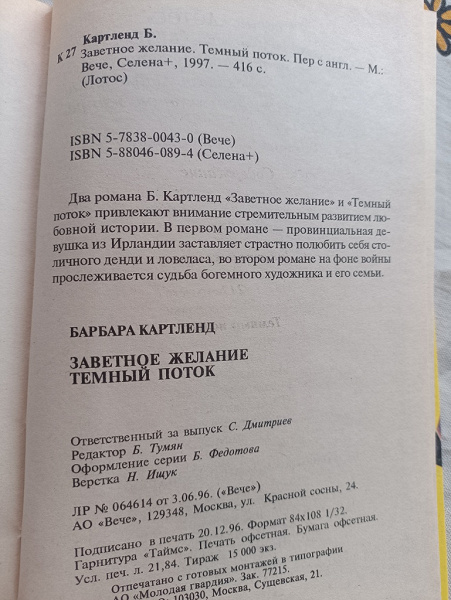 Картленд Б.
К 27
Заветное желание. Темный поток. Пер с англ. — М.:
Вече, Селена+, 1997. — 416 с.
(Лотос)
ISBN 5-7838-0043-0 (Вече)
ISBN 5-88046-089-4 (Селена+)
Два романа Б. Картленд «Заветное желание» и «Темный
поток» привлекают внимание стремительным развитием лю-
бовной истории. В первом романе — провинциальная де-
вушка из Ирландии заставляет страстно полюбить себя сто-
личного денди и ловеласа, во втором романе на фоне войны
прослеживается судьба богемного художника и его семьи.
БАРБАРА КАРТЛЕНД
ЗАВЕТНОЕ ЖЕЛАНИЕ
ТЕМНЫЙ ПОТОК
Ответственный за выпуск С. Дмитриев
Редактор Б. Тумян
Оформление серии Б. Федотова
Верстка Н. Ищук
ЛР № 064614 от 3.06.96. («Вече»)
АО «Вече», 129348, Москва, ул. Красной сосны, 24.
Подписано в печать 20.12.96. Формат 84х108 1/32.
Гарнитура «Таймс». Печать офсетная. Бумага офсетная.
Усл. печ. л. 21,84. Тираж 15 000 экз.
Отпечатано с готовых монтажей в типографии
АО «Молодая гвардия». Зак. 77215.
103030, Москва, Сущевская, 21.